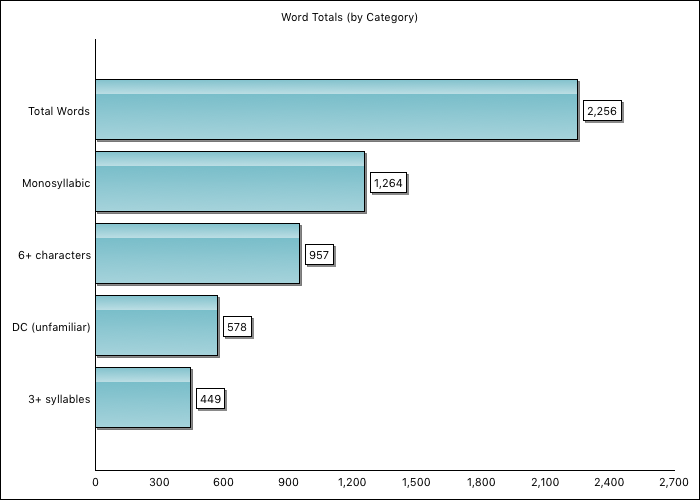 Word Totals (by Category)
Total Words 2,256
Monosyllabic 1,264
6+ characters 957
DC (unfamiliar) 578
3+ syllables 449
0 300 600 900 1,200 1,500 1,800 2,100 2,400 2,700